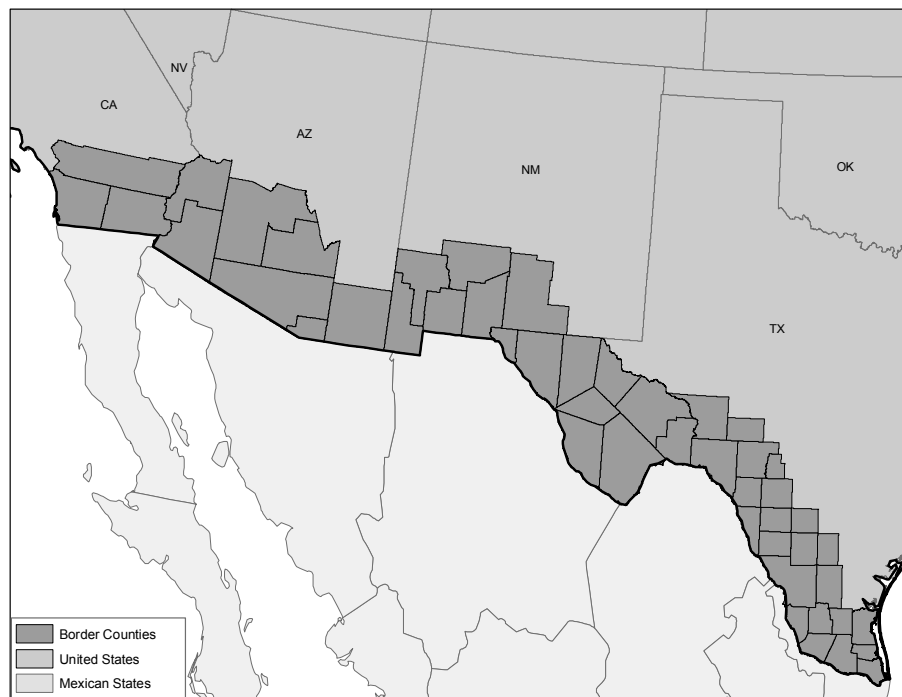 NV
CA
AZ
NM
OK
TX
Border Counties
United States
Mexican States